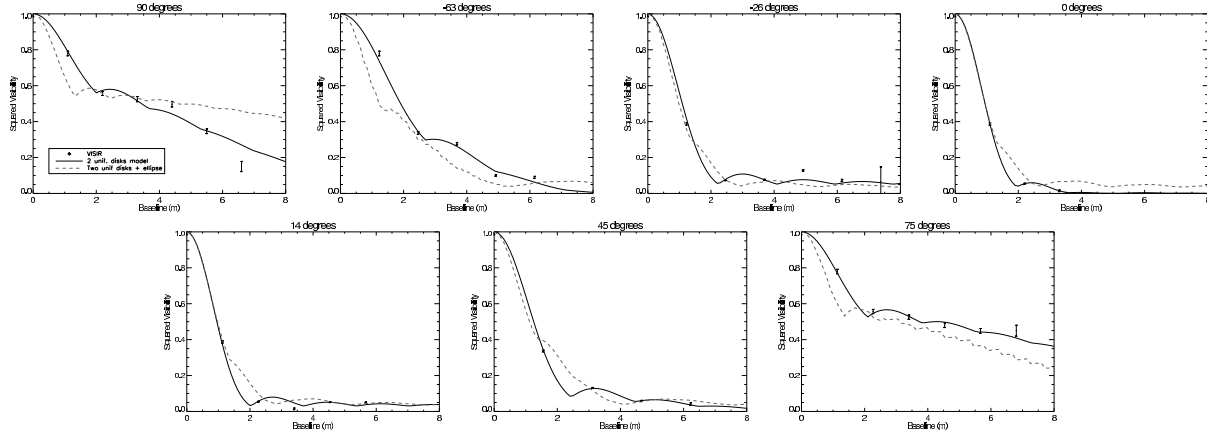 90 degrees
-63 degrees
-26 degrees
0 degrees
1.0
0.8
0.6
0.4
0.2
0.0
Squared Visibility
VISIR
2 unif. disks model
Two unif disks + ellipse
0 2 4 6 8
Baseline (m)
1.0
0.8
0.6
0.4
0.2
0.0
Squared Visibility
0 2 4 6 8
Baseline (m)
1.0
0.8
0.6
0.4
0.2
0.0
Squared Visibility
0 2 4 6 8
Baseline (m)
1.0
0.8
0.6
0.4
0.2
0.0
Squared Visibility
0 2 4 6 8
Baseline (m)
14 degrees
45 degrees
75 degrees
1.0
0.8
0.6
0.4
0.2
0.0
Squared Visibility
0 2 4 6 8
Baseline (m)
1.0
0.8
0.6
0.4
0.2
0.0
Squared Visibility
0 2 4 6 8
Baseline (m)
1.0
0.8
0.6
0.4
0.2
0.0
Squared Visibility
0 2 4 6 8
Baseline (m)